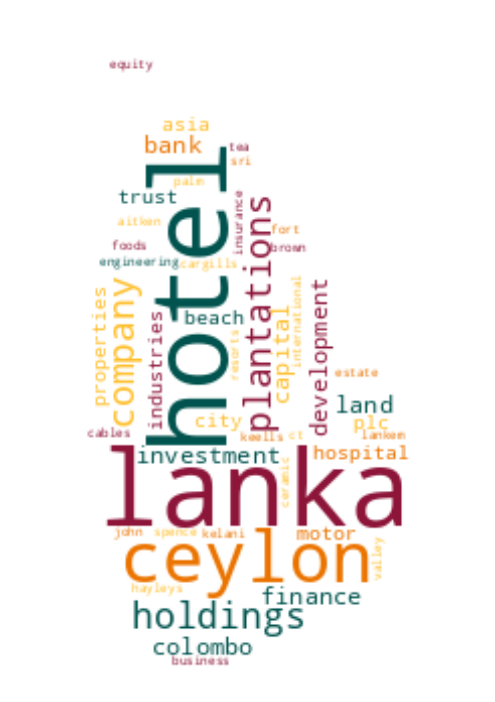 equity
asia
bank
tea
sri
palm
hotel
trust
insurance
plantations
aitken
fort
foods
brown
engineering
cargills
properties
company
industries
beach
resorts
capital
international
development
estate
land
city
plc
cables
keells
ct
lankem
investment
hospital
lanka
ceramic
john
spence
kelani
motor
ceylon
valley
hayleys
finance
holdings
colombo
business